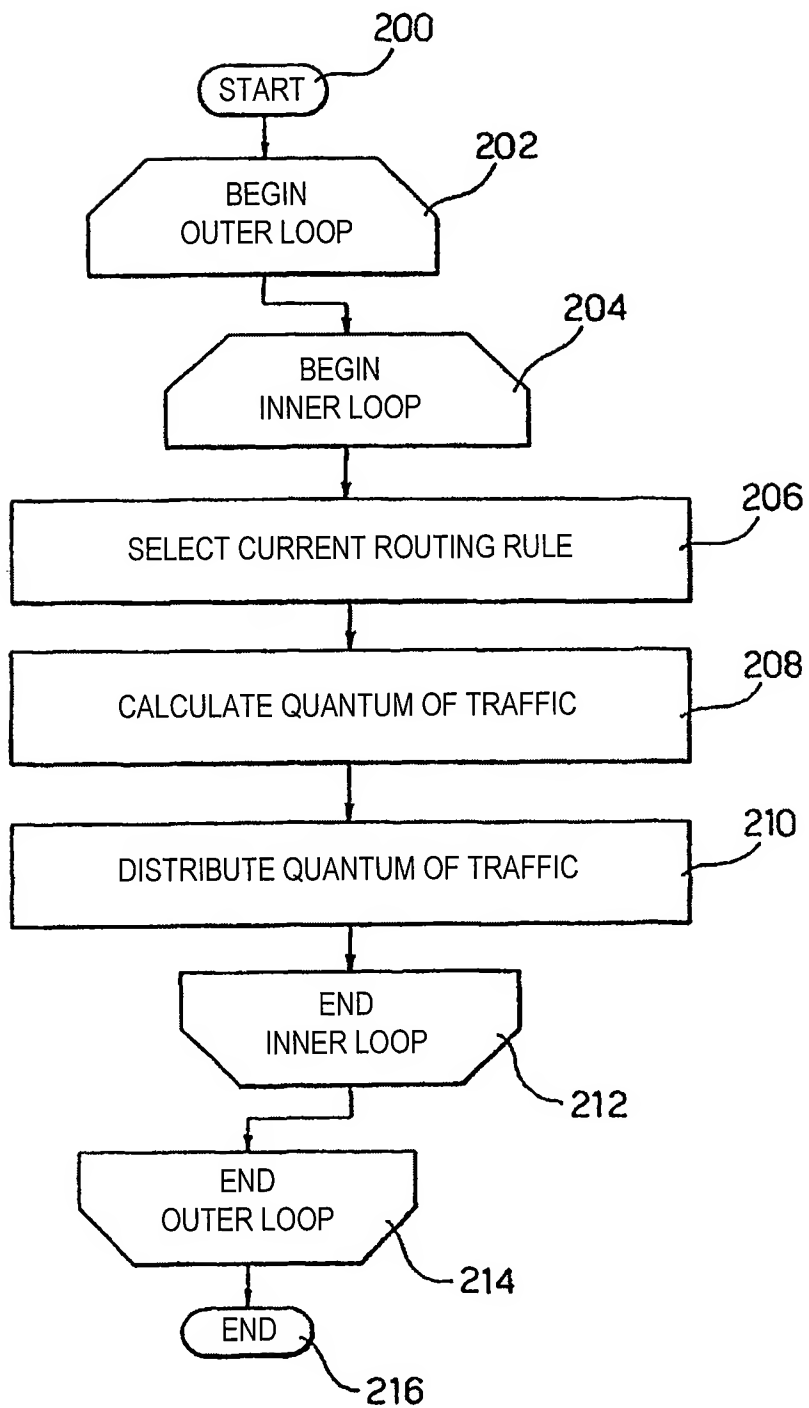 200
START
202
BEGIN
OUTER LOOP
204
BEGIN
INNER LOOP
206
SELECT CURRENT ROUTING RULE
208
CALCULATE QUANTUM OF TRAFFIC
210
DISTRIBUTE QUANTUM OF TRAFFIC
END
INNER LOOP
212
END
OUTER LOOP
214
END
216